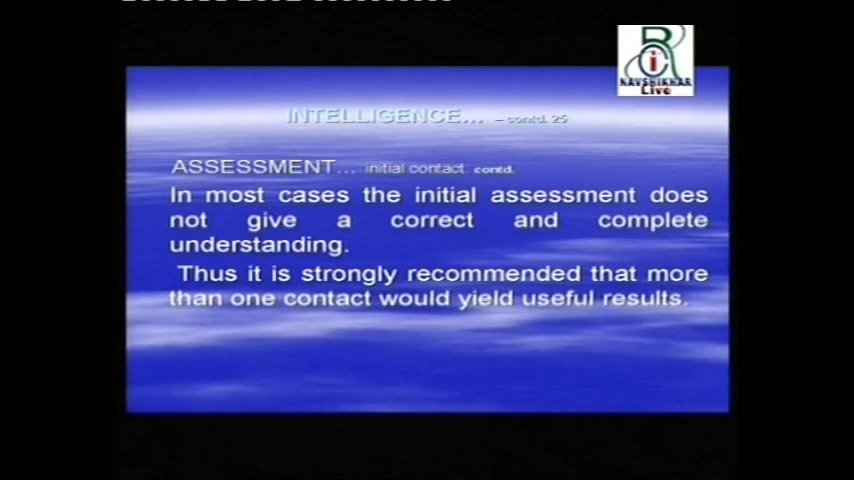 RCi
NAVSHIKHAR
Live
INTELLIGENCE... – contd. 25
ASSESSMENT... initial contact: contd.
In most cases the initial assessment does
not give a correct and complete
understanding.
Thus it is strongly recommended that more
than one contact would yield useful results.